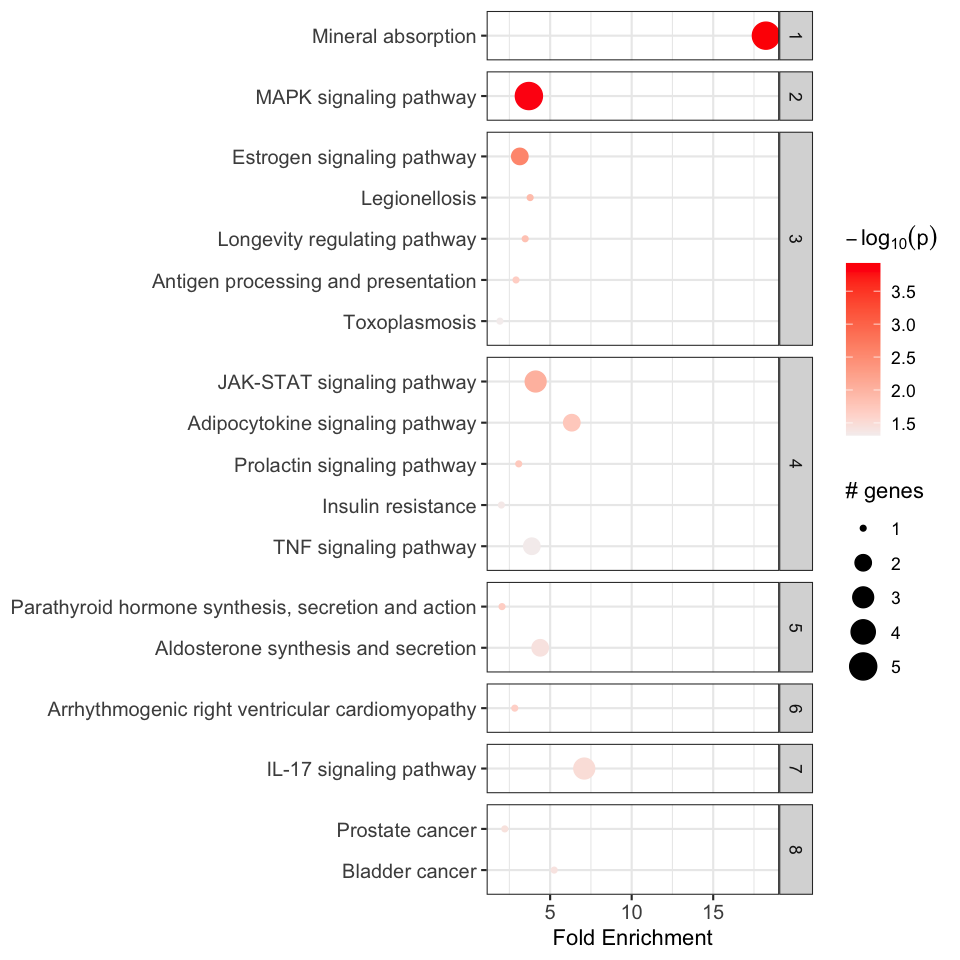 Mineral absorption
1
MAPK signaling pathway
2
Estrogen signaling pathway
Legionellosis
Longevity regulating pathway
Antigen processing and presentation
Toxoplasmosis
3
JAK-STAT signaling pathway
Adipocytokine signaling pathway
Prolactin signaling pathway
Insulin resistance
TNF signaling pathway
4
Parathyroid hormone synthesis, secretion and action
Aldosterone synthesis and secretion
5
Arrhythmogenic right ventricular cardiomyopathy
6
IL-17 signaling pathway
7
Prostate cancer
Bladder cancer
8
5 10 15
Fold Enrichment
−log₁₀(p)
3.5
3.0
2.5
2.0
1.5
# genes
1
2
3
4
5